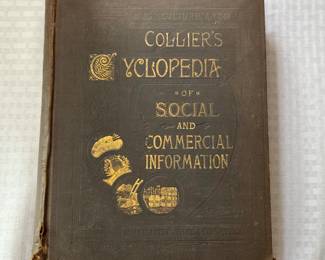 COLLIER'S
CYCLOPEDIA
OF
SOCIAL
AND
COMMERCIAL
INFORMATION